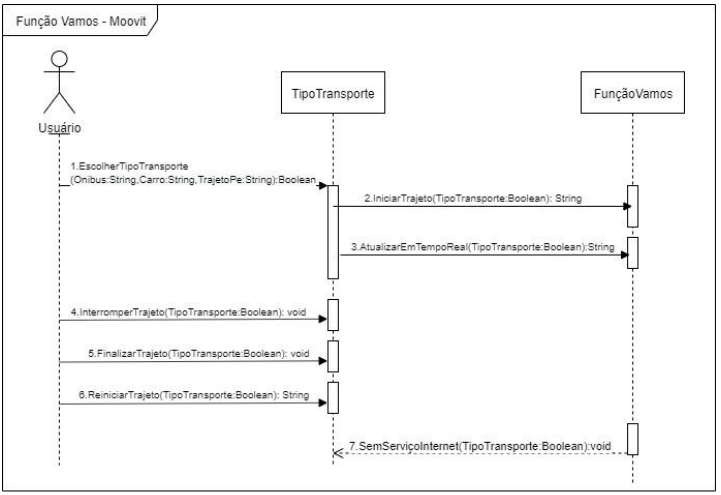 Função Vamos - Moovit
Usuário
TipoTransporte
FunçãoVamos
1.EscolherTipoTransporte
(Onibus:String,Carro:String,TrajetoPe:String):Boolean
2.IniciarTrajeto(TipoTransporte:Boolean): String
3.AtualizarEmTempoReal(TipoTransporte:Boolean):String
4.InterromperTrajeto(TipoTransporte:Boolean): void
5.FinalizarTrajeto(TipoTransporte:Boolean): void
6.ReiniciarTrajeto(TipoTransporte:Boolean): String
7.SemServiçoInternet(TipoTransporte:Boolean):void